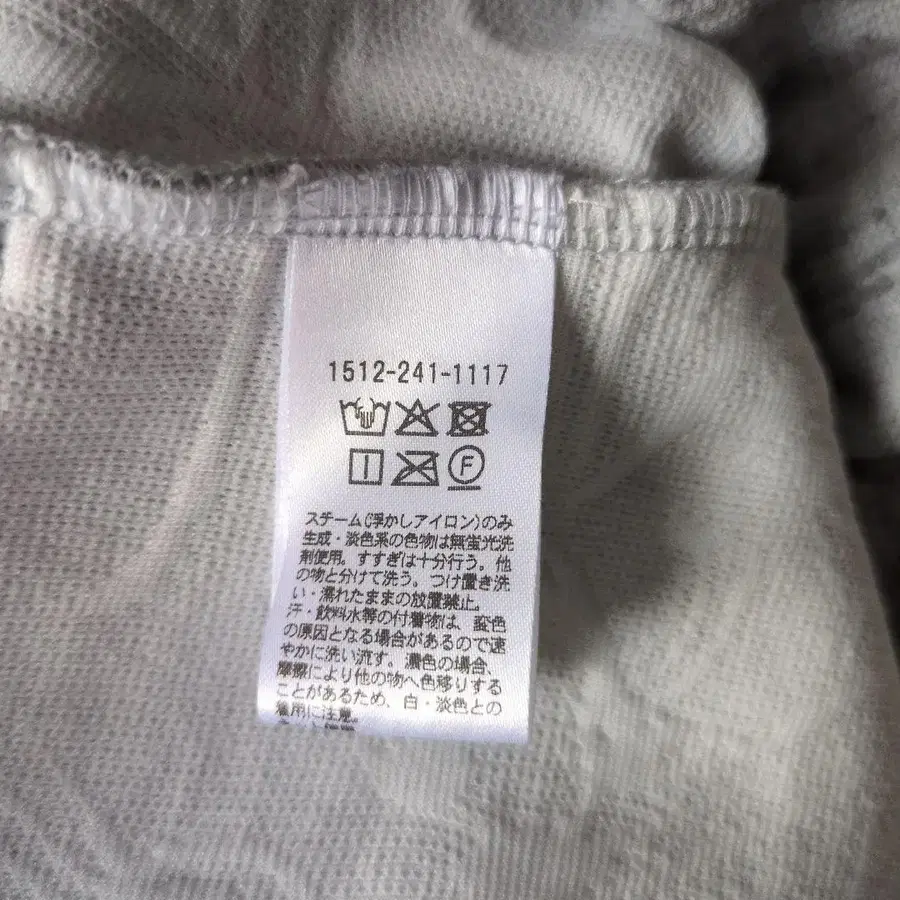 1512-241-1117
F
スチーム(浮かしアイロン)のみ
生成・淡色系の色物は無蛍光洗
剤使用。すすぎは十分行う。他
の物と分けて洗う。つけ置き洗
い・濡れたままの放置禁止。
汗・飲料水等の付着物は、変色
の原因となる場合があるので速
やかに洗い流す。濃色の場合、
摩擦により他の物へ色移りする
ことがあるため、白・淡色との
着用に注意。